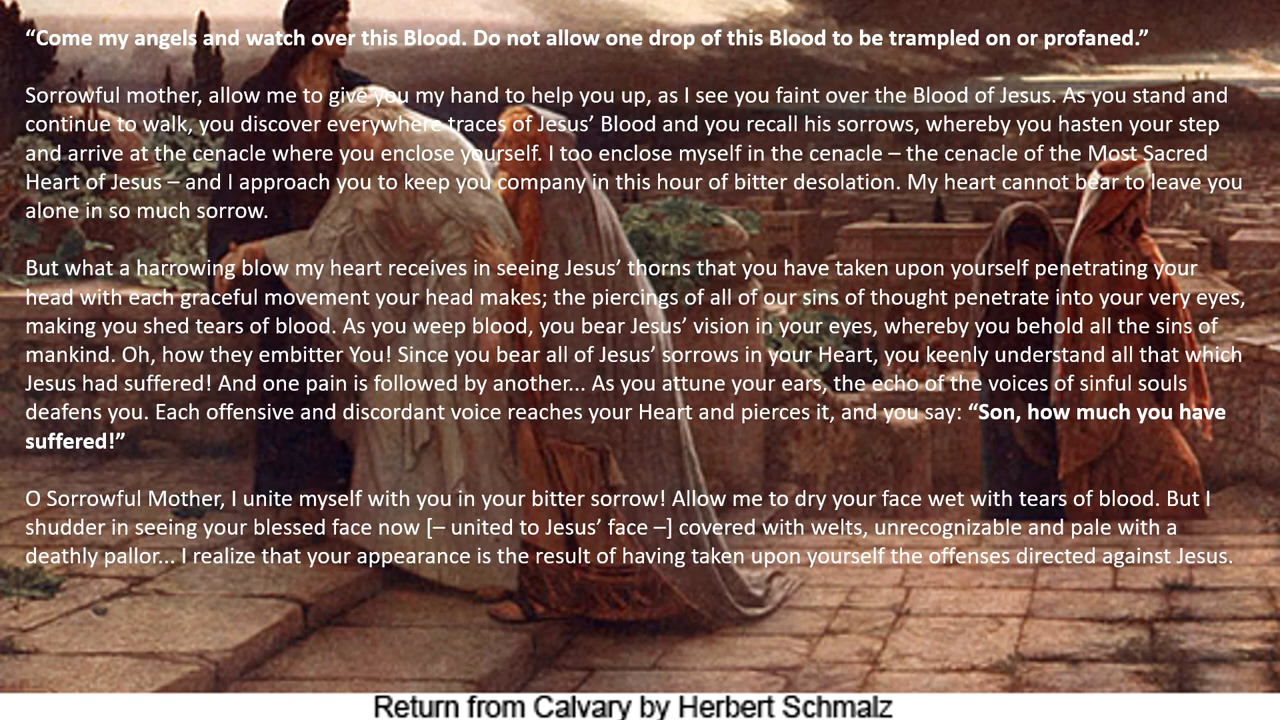 “Come my angels and watch over this Blood. Do not allow one drop of this Blood to be trampled on or profaned.”
Sorrowful mother, allow me to give you my hand to help you up, as I see you faint over the Blood of Jesus. As you stand and
continue to walk, you discover everywhere traces of Jesus’ Blood and you recall his sorrows, whereby you hasten your step
and arrive at the cenacle where you enclose yourself. I too enclose myself in the cenacle – the cenacle of the Most Sacred
Heart of Jesus – and I approach you to keep you company in this hour of bitter desolation. My heart cannot bear to leave you
alone in so much sorrow.
But what a harrowing blow my heart receives in seeing Jesus’ thorns that you have taken upon yourself penetrating your
head with each graceful movement your head makes; the piercings of all of our sins of thought penetrate into your very eyes,
making you shed tears of blood. As you weep blood, you bear Jesus’ vision in your eyes, whereby you behold all the sins of
mankind. Oh, how they embitter You! Since you bear all of Jesus’ sorrows in your Heart, you keenly understand all that which
Jesus had suffered! And one pain is followed by another... As you attune your ears, the echo of the voices of sinful souls
deafens you. Each offensive and discordant voice reaches your Heart and pierces it, and you say: “Son, how much you have
suffered!”
O Sorrowful Mother, I unite myself with you in your bitter sorrow! Allow me to dry your face wet with tears of blood. But I
shudder in seeing your blessed face now [– united to Jesus’ face –] covered with welts, unrecognizable and pale with a
deathly pallor... I realize that your appearance is the result of having taken upon yourself the offenses directed against Jesus.
Return from Calvary by Herbert Schmalz